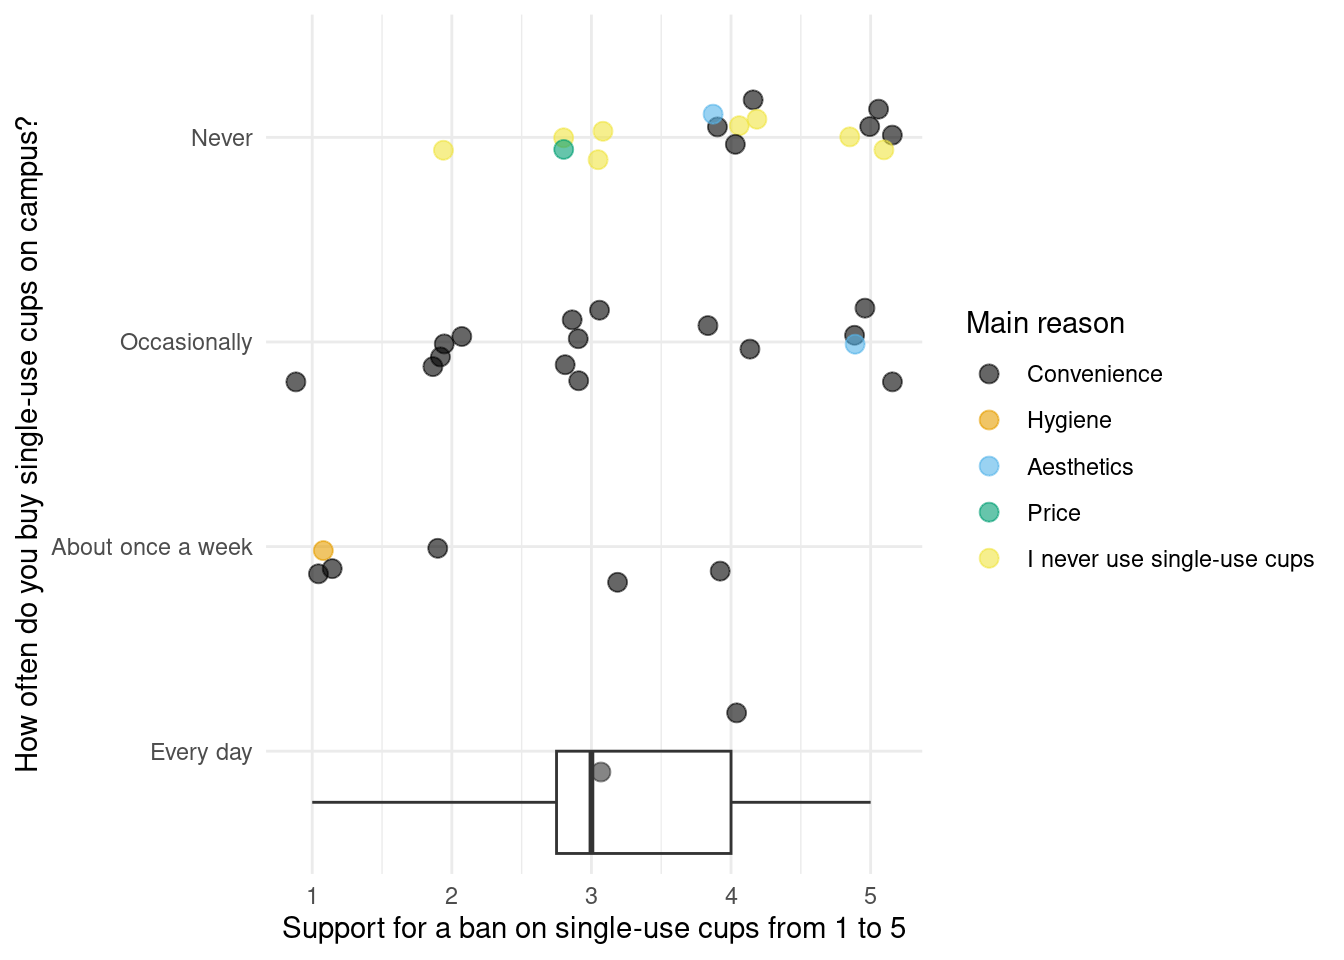 How often do you buy single-use cups on campus?
Never
Occasionally
About once a week
Every day
1 2 3 4 5
Support for a ban on single-use cups from 1 to 5
Main reason
Convenience
Hygiene
Aesthetics
Price
I never use single-use cups